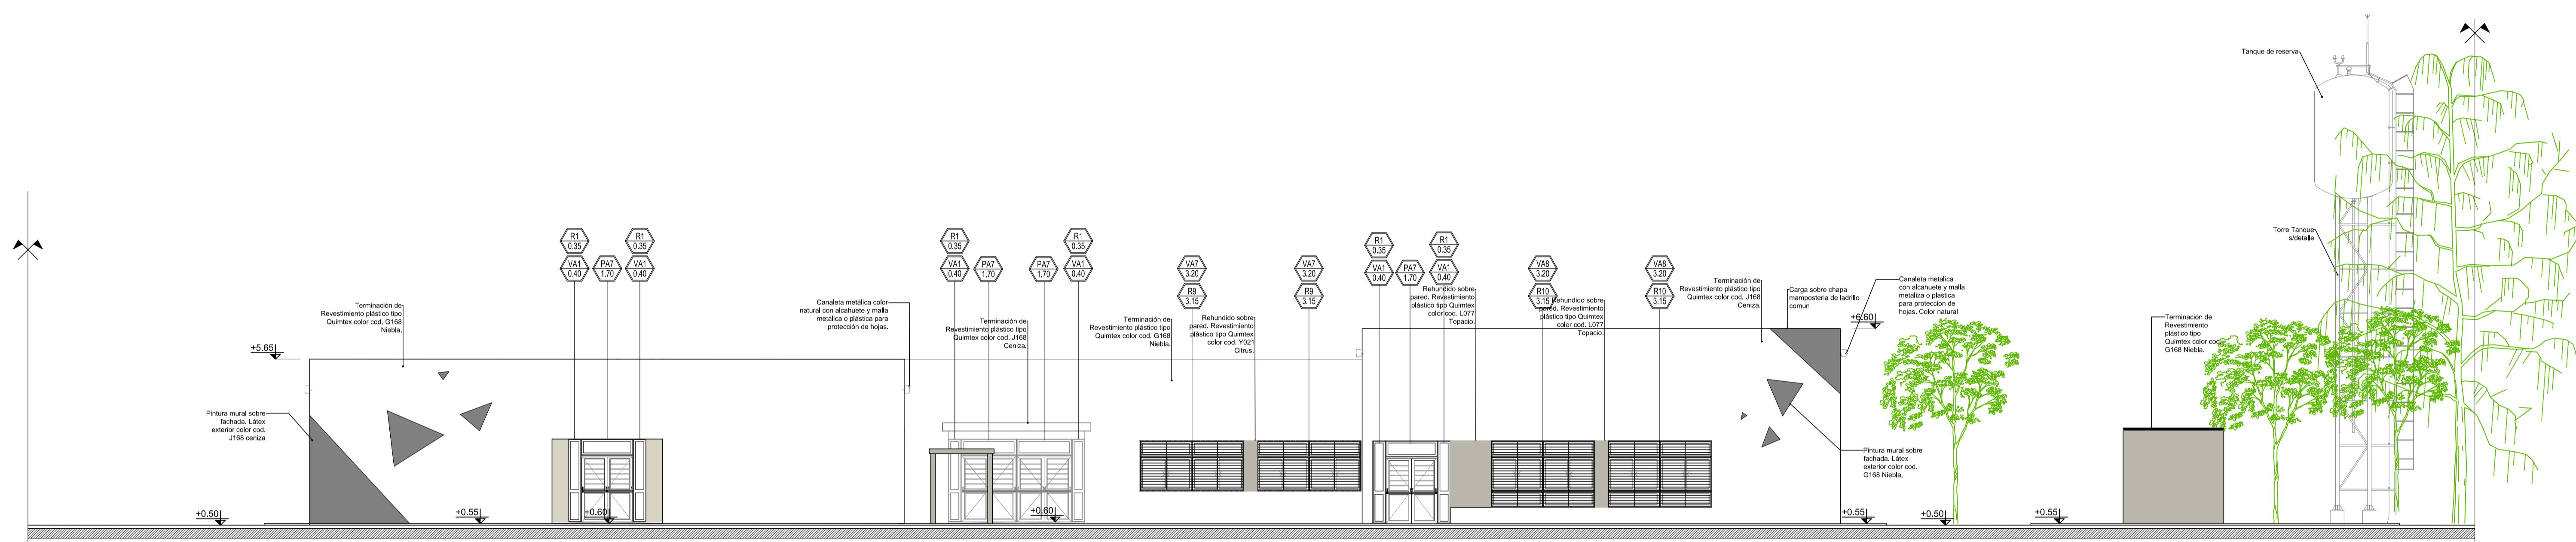 Tanque de reserva
Torre Tanque
s/detalle
R1
0.35
VA1
0.40
PA7
1.70
R1
0.35
VA1
0.40
R1
0.35
VA1
0.40
PA7
1.70
PA7
1.70
R1
0.35
VA1
0.40
VA7
3.20
R9
3.15
VA7
3.20
R9
3.15
R1
0.35
VA1
0.40
PA7
1.70
R1
0.35
VA1
0.40
VA8
3.20
R10
3.15
VA8
3.20
R10
3.15
Terminación de
Revestimiento plástico tipo
Quimtex color cod. G168
Niebla.
Canaleta metálica color
natural con alcahuete y malla
metálica o plástica para
protección de hojas.
Terminación de
Revestimiento plástico tipo
Quimtex color cod. J168
Ceniza.
Terminación de
Revestimiento plástico tipo
Quimtex color cod. G168
Niebla.
Rehundido sobre
pared. Revestimiento
plástico tipo Quimtex
color cod. Y021
Citrus.
Rehundido sobre
pared. Revestimiento
plástico tipo Quimtex
color cod. L077
Topacio.
Rehundido sobre
pared. Revestimiento
plástico tipo Quimtex
color cod. L077
Topacio.
Terminación de
Revestimiento plástico tipo
Quimtex color cod. J168
Ceniza.
Carga sobre chapa
mamposteria de ladrillo
comun
Canaleta metalica
con alcahuete y malla
metaliza o plastica
para proteccion de
hojas. Color natural
Terminación de
Revestimiento
plástico tipo
Quimtex color cod.
G168 Niebla.
+5.65
+6.60
Pintura mural sobre
fachada. Látex
exterior color cod.
J168 ceniza
Pintura mural sobre
fachada. Látex
exterior color cod.
G168 Niebla.
+0.50
+0.55
+0.60
+0.60
+0.55
+0.50
+0.55